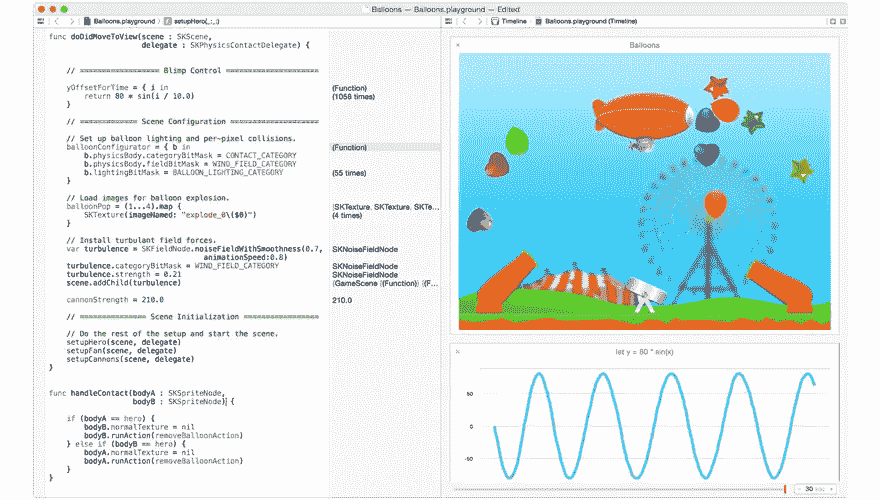 Balloons — Balloons.playground — Edited
Balloons.playground › setupHero(_:_:)
Timeline › Balloons.playground (Timeline)
func doDidMoveToView(scene : SKScene,
delegate : SKPhysicsContactDelegate) {
// ================== Blimp Control =====================
yOffsetForTime = { i in
return 80 * sin(i / 10.0)
}
(Function)
(1058 times)
// ============= Scene Configuration =====================
// Set up balloon lighting and per-pixel collisions.
balloonConfigurator = { b in
b.physicsBody.categoryBitMask = CONTACT_CATEGORY
b.physicsBody.fieldBitMask = WIND_FIELD_CATEGORY
b.lightingBitMask = BALLOON_LIGHTING_CATEGORY
}
(Function)
(55 times)
// Load images for balloon explosion.
balloonPop = (1...4).map {
SKTexture(imageNamed: "explode_0\($0)")
}
[SKTexture, SKTexture, SKTe...
(4 times)
// Install turbulant field forces.
var turbulence = SKFieldNode.noiseFieldWithSmoothness(0.7,
animationSpeed:0.8)
turbulence.categoryBitMask = WIND_FIELD_CATEGORY
turbulence.strength = 0.21
scene.addChild(turbulence)
SKNoiseFieldNode
SKNoiseFieldNode
SKNoiseFieldNode
{GameScene {(Function)} {(F...
cannonStrength = 210.0
210.0
// ============== Scene Initialization ===================
// Do the rest of the setup and start the scene.
setupHero(scene, delegate)
setupFan(scene, delegate)
setupCannons(scene, delegate)
}
func handleContact(bodyA : SKSpriteNode,
bodyB : SKSpriteNode) {
if (bodyA == hero) {
bodyB.normalTexture = nil
bodyB.runAction(removeBalloonAction)
} else if (bodyB == hero) {
bodyA.normalTexture = nil
bodyA.runAction(removeBalloonAction)
}
}
Balloons
let y = 80 * sin(x)
50
0
-50
- 30 sec +